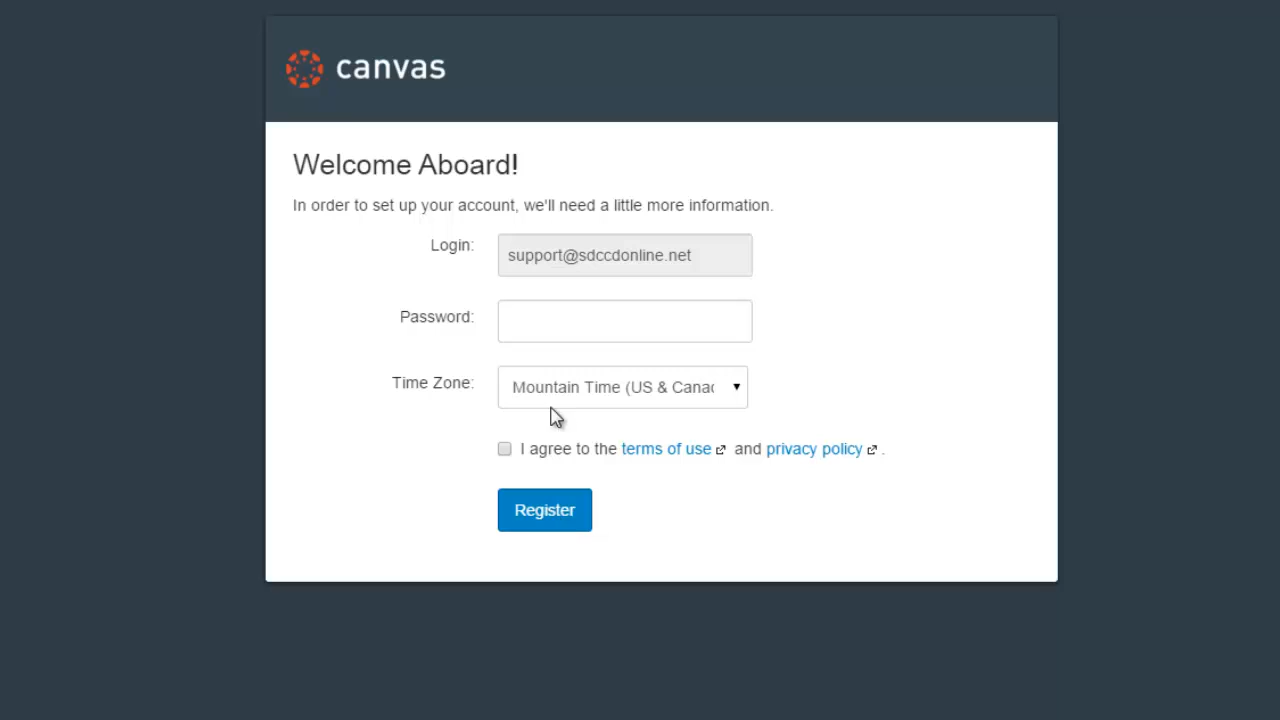 canvas
Welcome Aboard!
In order to set up your account, we'll need a little more information.
Login: support@sdccdonline.net
Password:
Time Zone: Mountain Time (US & Canac
I agree to the terms of use and privacy policy .
Register